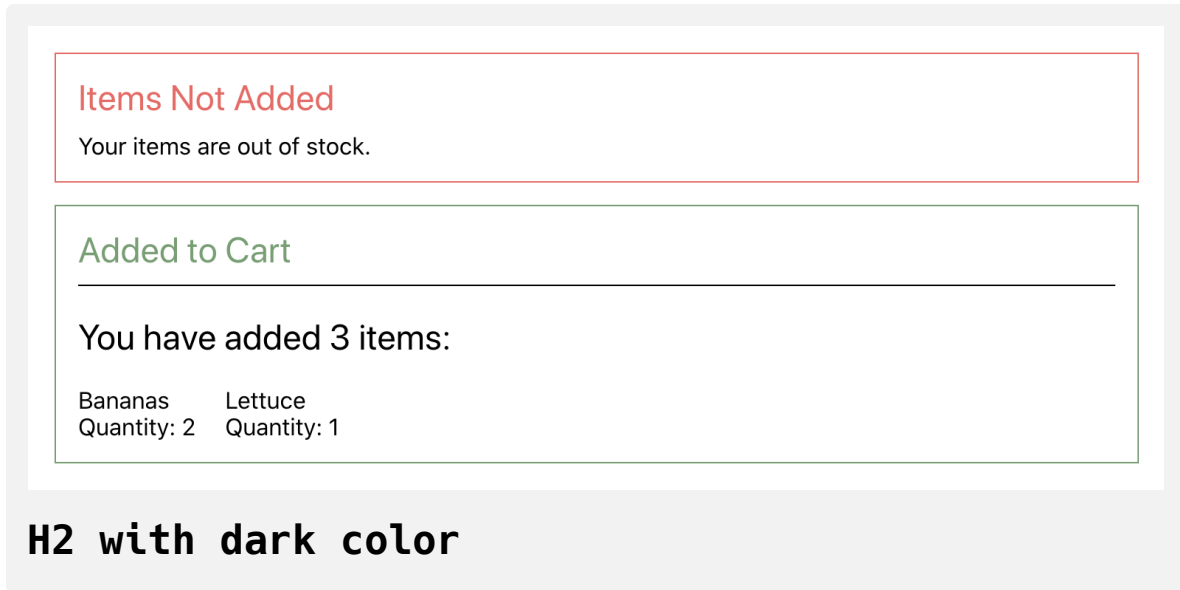 Items Not Added
Your items are out of stock.
Added to Cart
You have added 3 items:
Bananas Lettuce
Quantity: 2 Quantity: 1
H2 with dark color